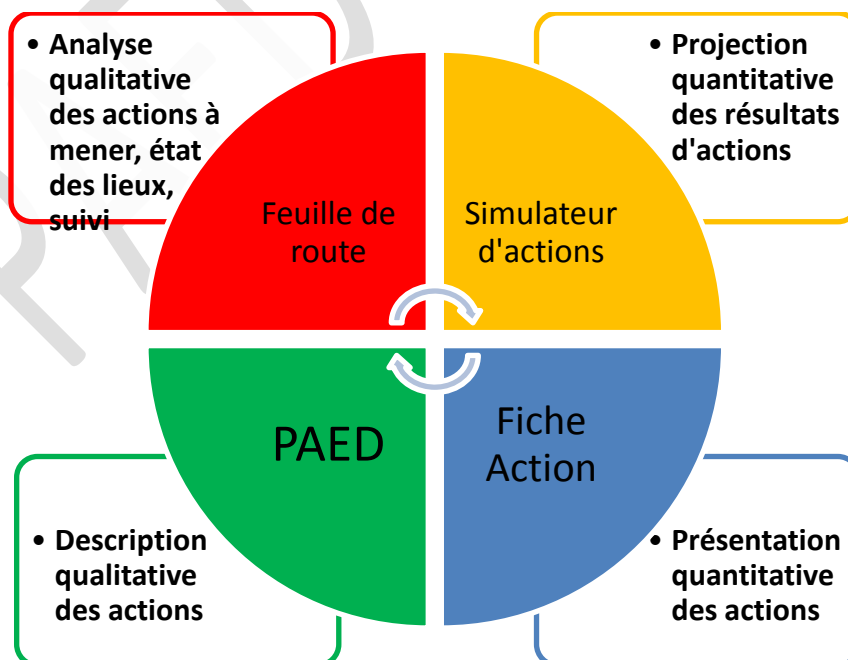 • Analyse
qualitative
des actions à
mener, état
des lieux,
suivi
• Projection
quantitative
des résultats
d'actions
Feuille de
route
Simulateur
d'actions
PAED
Fiche
Action
• Description
qualitative
des actions
• Présentation
quantitative
des actions